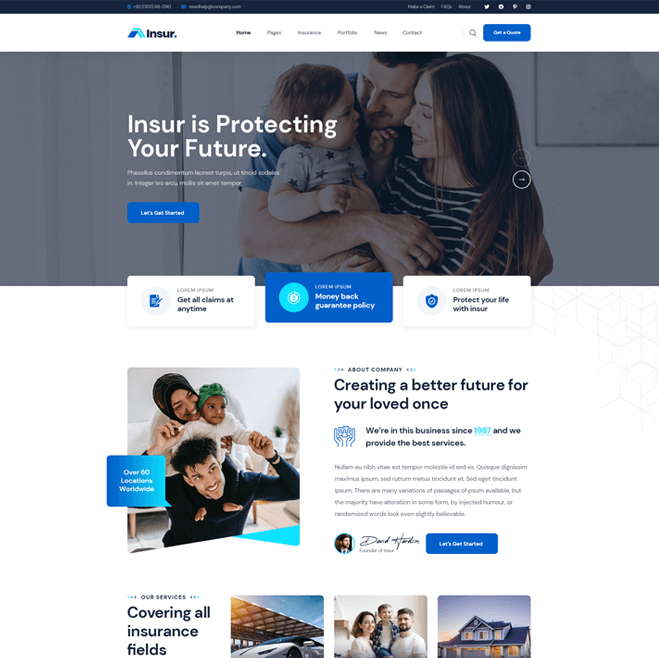 +92 (003) 68-090 needhelp@company.com Make a Claim FAQs About
Insur. Home Pages Insurance Portfolio News Contact Get a Quote
Insur is Protecting
Your Future.
Phasellus condimentum laoreet turpis, ut tincid sodales
in. Integer leo arcu, mollis sit amet tempor.
Let's Get Started
LOREM IPSUM
Get all claims at
anytime
LOREM IPSUM
Money back
guarantee policy
LOREM IPSUM
Protect your life
with insur
Over 60
Locations
Worldwide
ABOUT COMPANY
Creating a better future for
your loved once
We're in this business since 1987 and we
provide the best services.
Nullam eu nibh vitae est tempor molestie id sed ex. Quisque dignissim
maximus ipsum, sed rutrum metus tincidunt et. Sed eget tincidunt
ipsum. There are many variations of passages of ipsum available, but
the majority have alteration in some form, by injected humour, or
randomised words look even slightly believable.
David Hardson
Founder of insur
Let's Get Started
OUR SERVICES
Covering all
insurance
fields